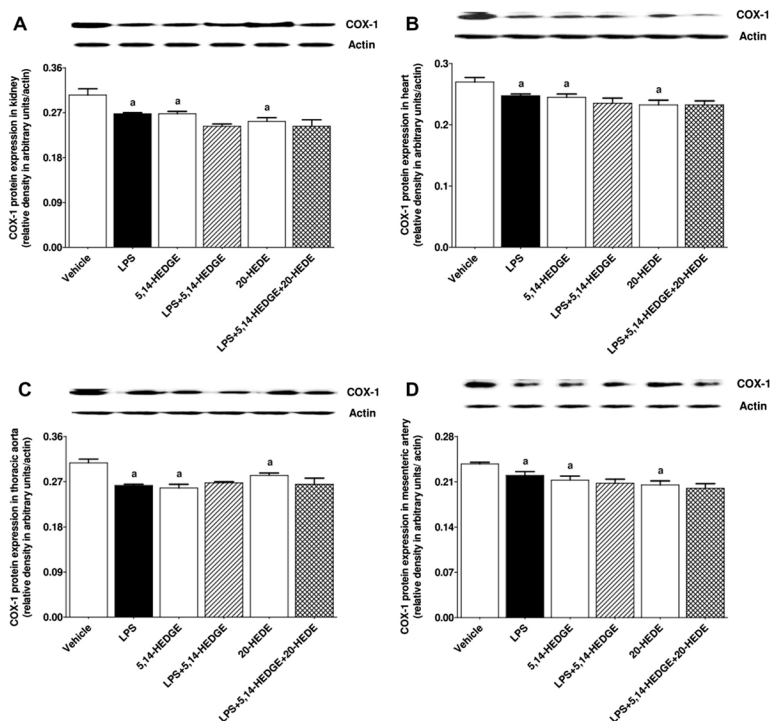 A
COX-1
Actin
COX-1 protein expression in kidney
(relative density in arbitrary units/actin)
0.36
0.27
0.18
0.09
0.00
a
a
a
Vehicle
LPS
5,14-HEDGE
LPS+5,14-HEDGE
20-HEDE
LPS+5,14-HEDGE+20-HEDE
B
COX-1
Actin
COX-1 protein expression in heart
(relative density in arbitrary units/actin)
0.3
0.2
0.1
0.0
a
a
a
Vehicle
LPS
5,14-HEDGE
LPS+5,14-HEDGE
20-HEDE
LPS+5,14-HEDGE+20-HEDE
C
COX-1
Actin
COX-1 protein expression in thoracic aorta
(relative density in arbitrary units/actin)
0.36
0.27
0.18
0.09
0.00
a
a
a
Vehicle
LPS
5,14-HEDGE
LPS+5,14-HEDGE
20-HEDE
LPS+5,14-HEDGE+20-HEDE
D
COX-1
Actin
COX-1 protein expression in mesenteric artery
(relative density in arbitrary units/ actin)
0.28
0.21
0.14
0.07
0.00
a
a
a
Vehicle
LPS
5,14-HEDGE
LPS+5,14-HEDGE
20-HEDE
LPS+5,14-HEDGE+20-HEDE